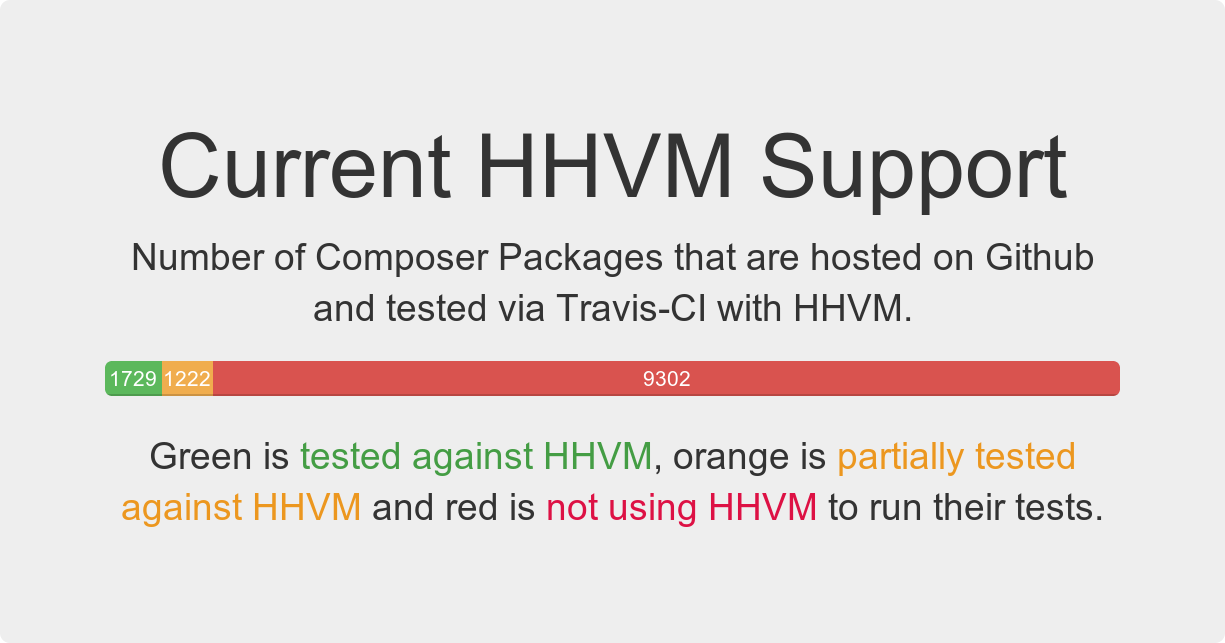 Current HHVM Support
Number of Composer Packages that are hosted on Github
and tested via Travis-CI with HHVM.
1729 1222 9302
Green is tested against HHVM, orange is partially tested
against HHVM and red is not using HHVM to run their tests.